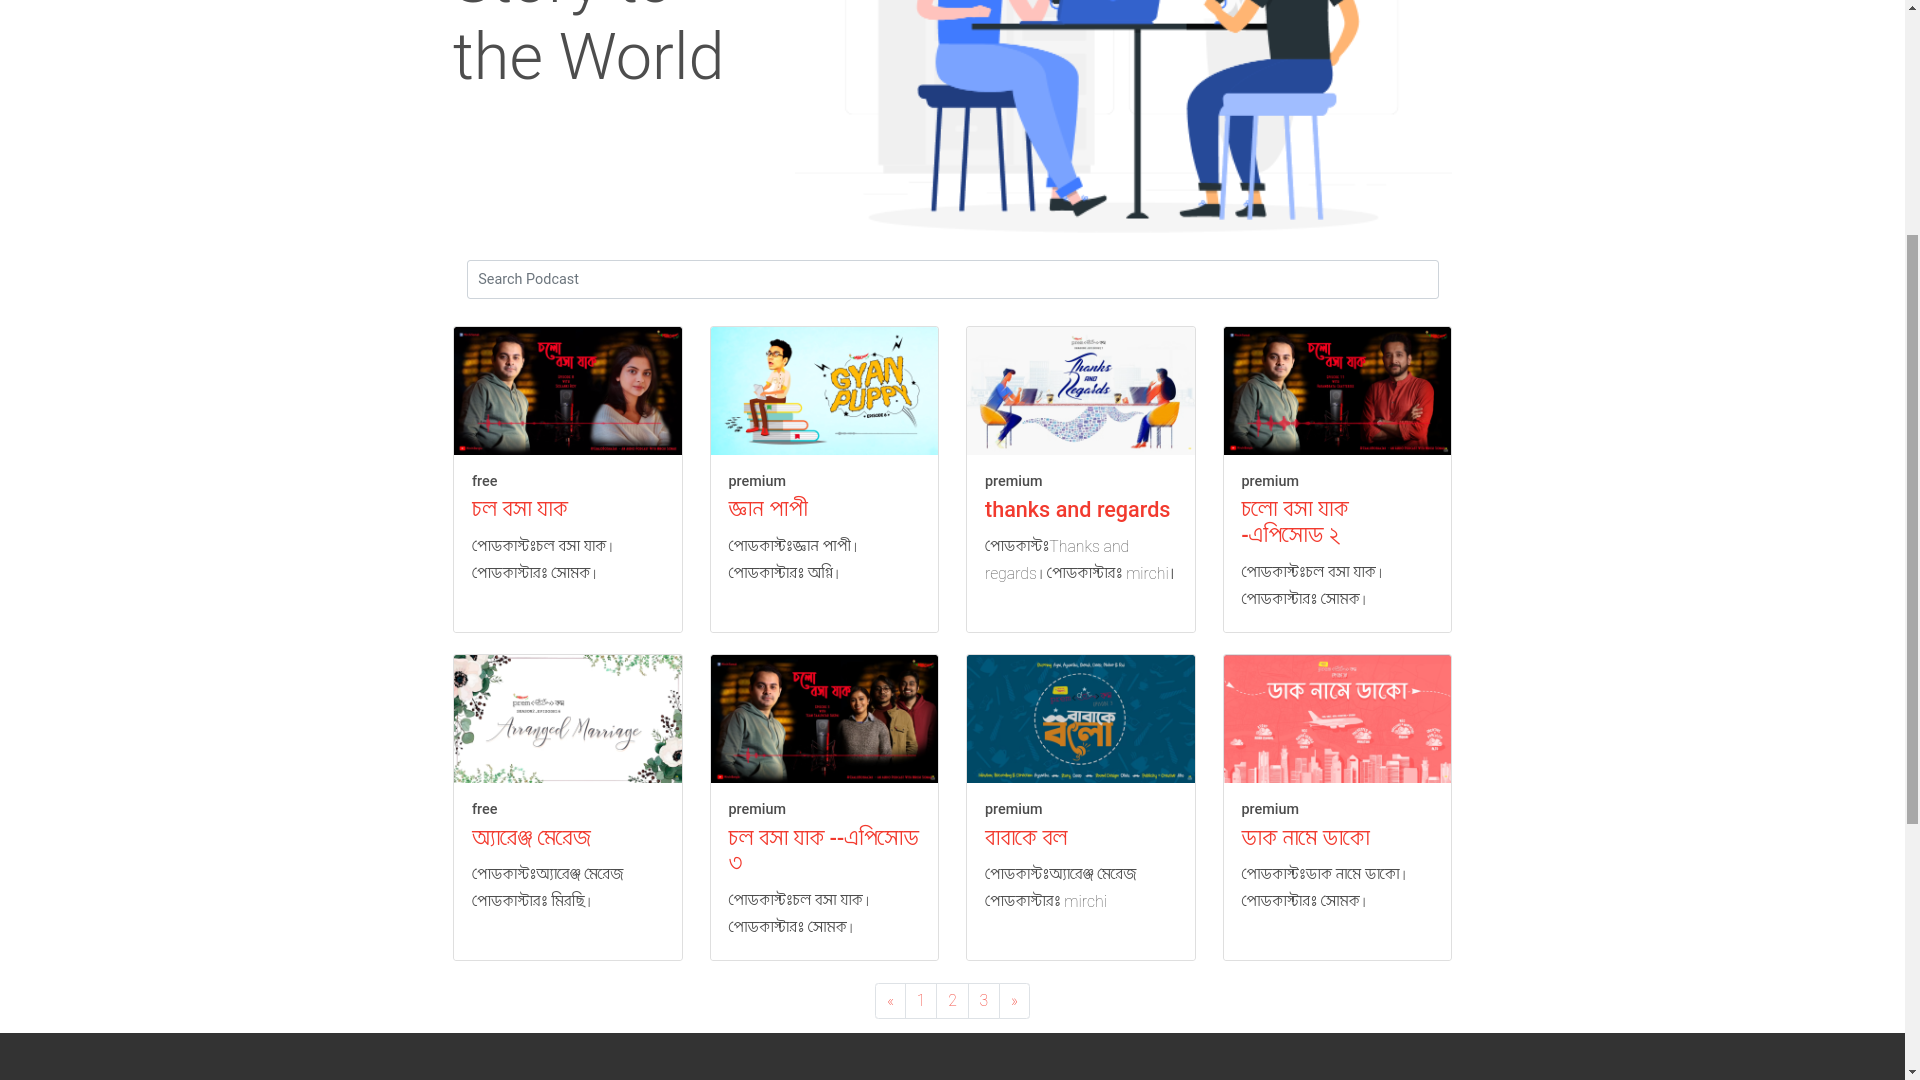 the World
Search Podcast
চলো
বসা যাক
GYAN
PUPPY
Thanks
AND
Regards
চলো
বসা যাক
free
চল বসা যাক
পোডকাস্টঃচল বসা যাক।
পোডকাস্টারঃ সোমক।
premium
জ্ঞান পাপী
পোডকাস্টঃজ্ঞান পাপী।
পোডকাস্টারঃ অগ্নি।
premium
thanks and regards
পোডকাস্টঃThanks and
regards। পোডকাস্টারঃ mirchi।
premium
চলো বসা যাক
-এপিসোড ২
পোডকাস্টঃচল বসা যাক।
পোডকাস্টারঃ সোমক।
Arranged Marriage
চলো
বসা যাক
বাবাকে
বলো
ডাক নামে ডাকো
free
অ্যারেঞ্জ মেরেজ
পোডকাস্টঃঅ্যারেঞ্জ মেরেজ
পোডকাস্টারঃ মিরছি।
premium
চল বসা যাক --এপিসোড
৩
পোডকাস্টঃচল বসা যাক।
পোডকাস্টারঃ সোমক।
premium
বাবাকে বল
পোডকাস্টঃঅ্যারেঞ্জ মেরেজ
পোডকাস্টারঃ mirchi
premium
ডাক নামে ডাকো
পোডকাস্টঃডাক নামে ডাকো।
পোডকাস্টারঃ সোমক।
« 1 2 3 »